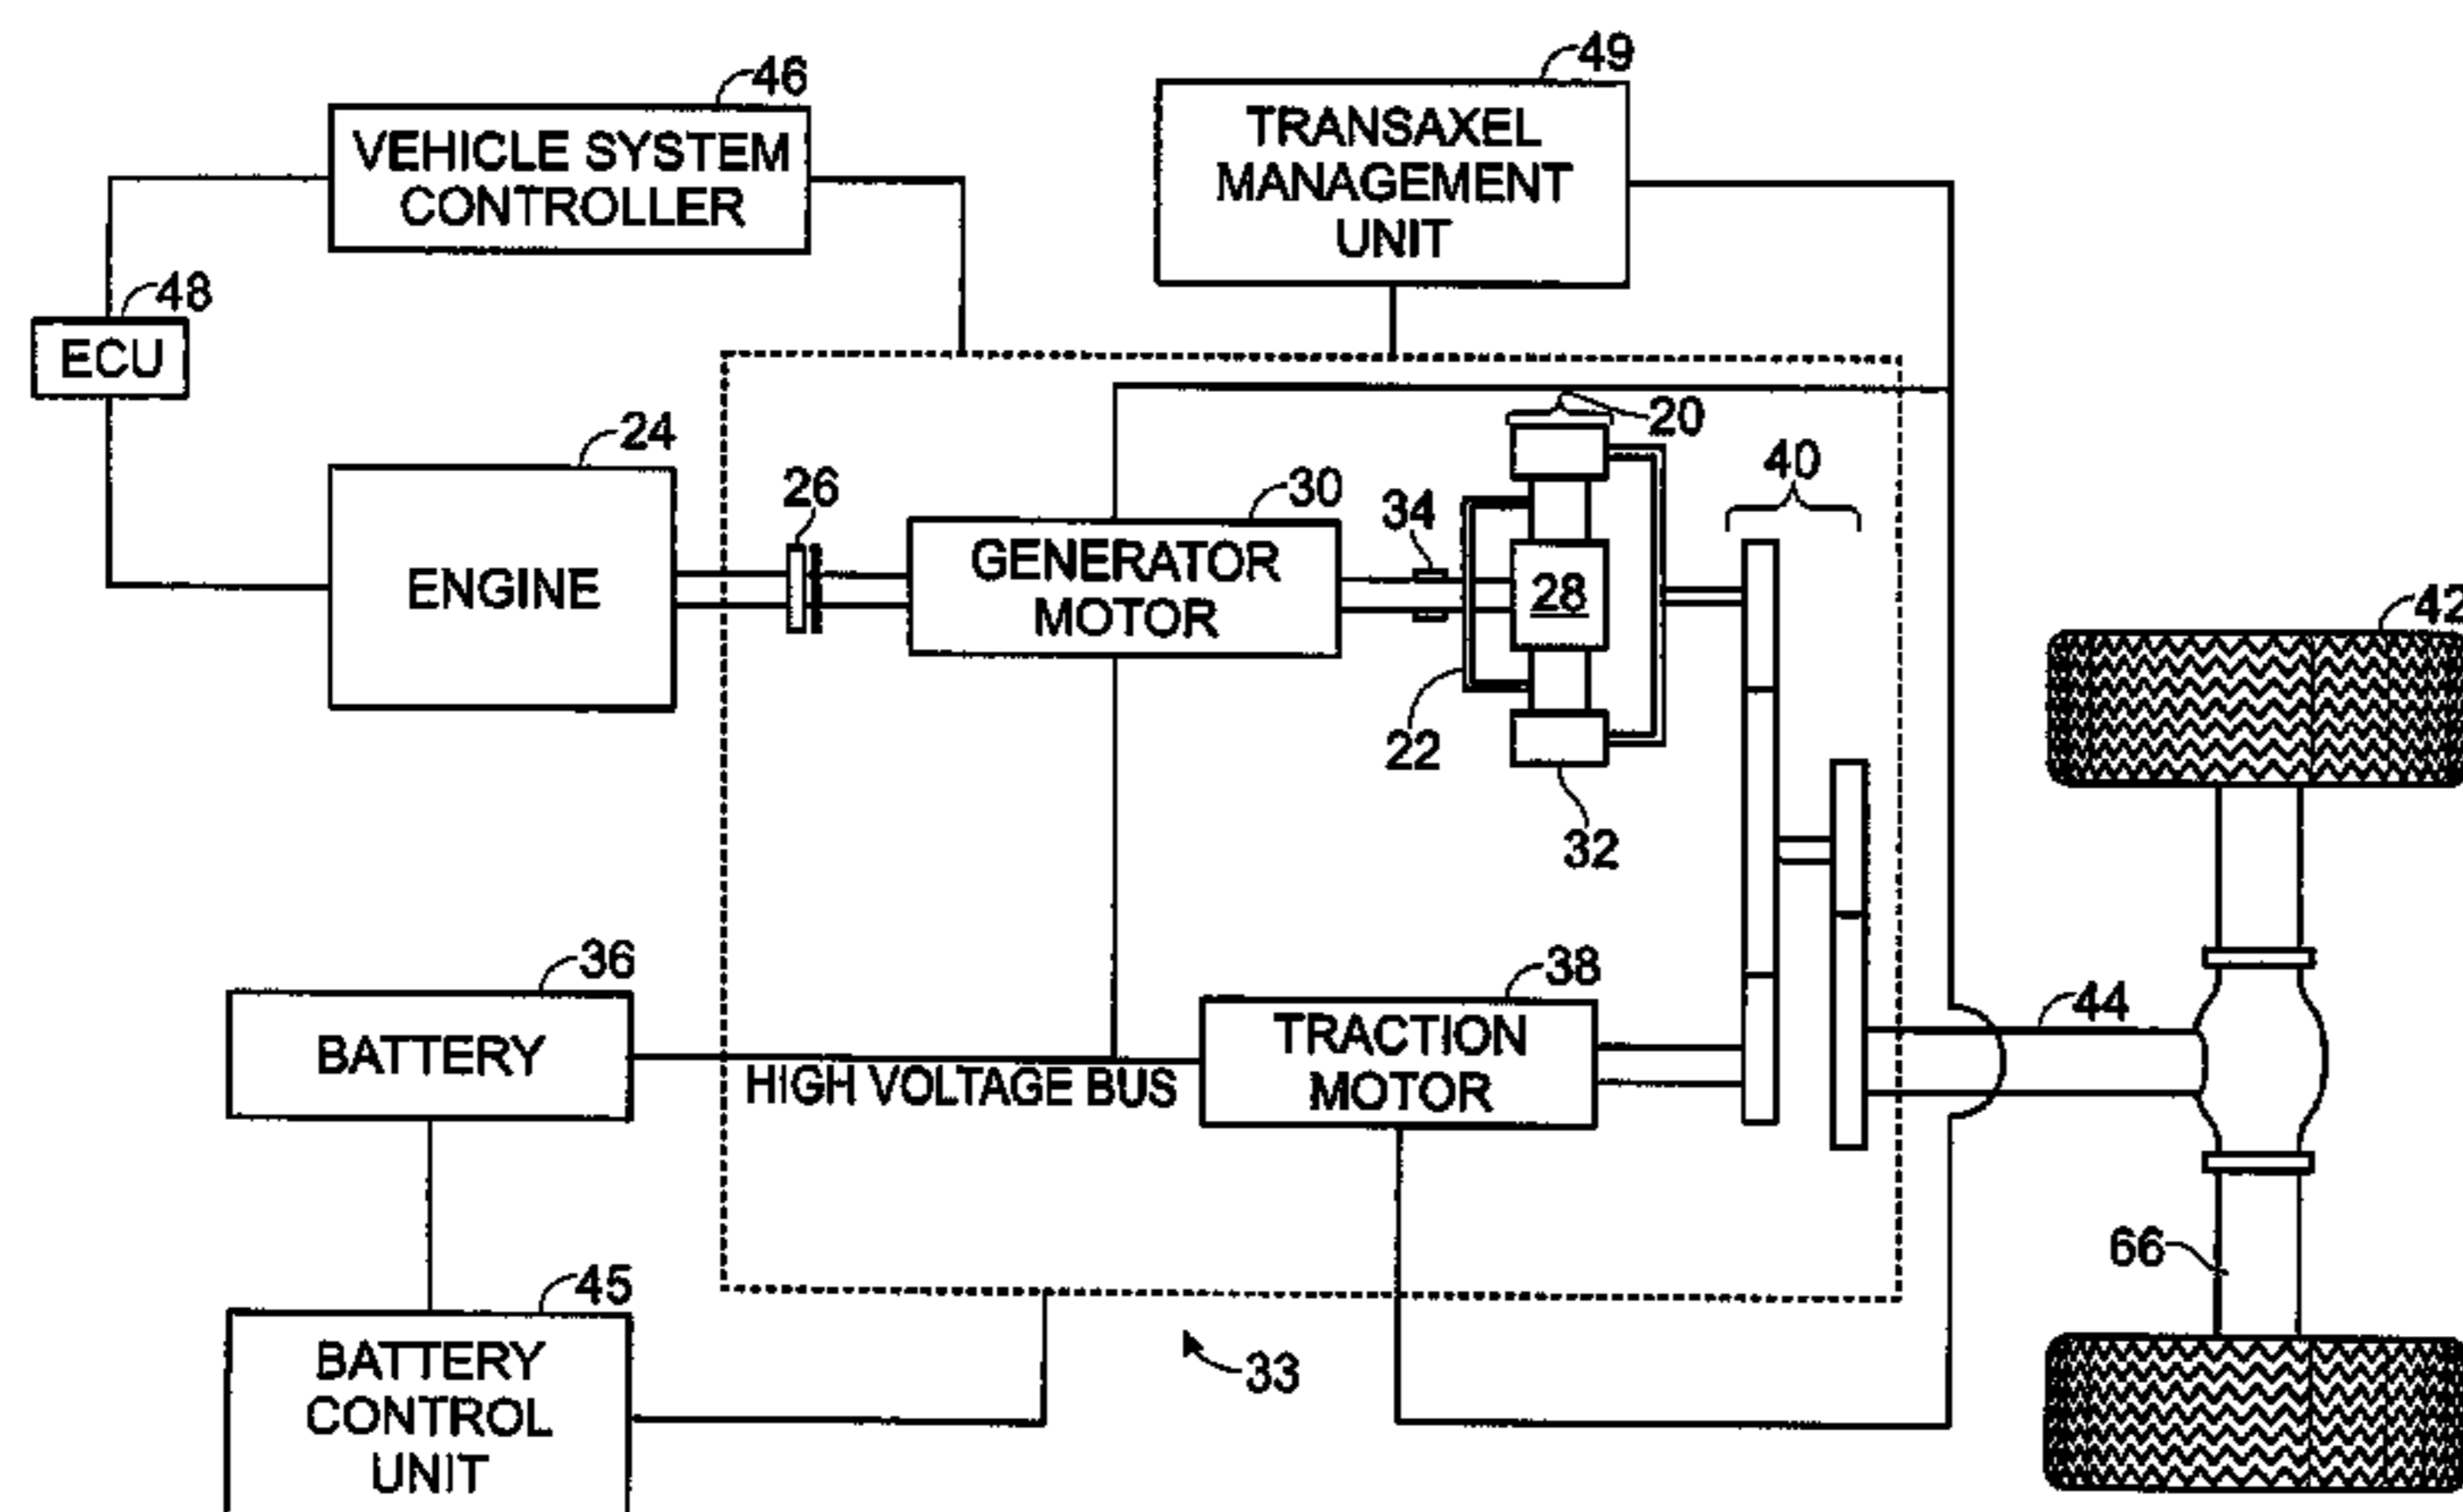 46
VEHICLE SYSTEM
CONTROLLER
49
TRANSAXEL
MANAGEMENT
UNIT
48
ECU
24
ENGINE
26
30
GENERATOR
MOTOR
34
20
40
28
22
32
42
36
BATTERY
HIGH VOLTAGE BUS
38
TRACTION
MOTOR
44
66
45
BATTERY
CONTROL
UNIT
33